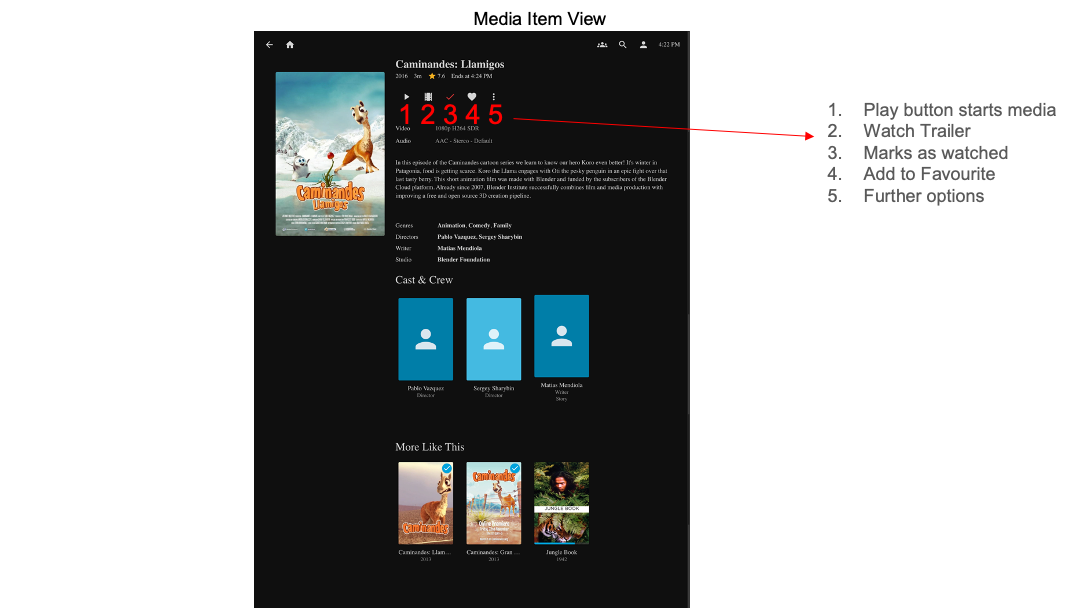 Media Item View
4:22 PM
Caminandes: Llamigos
2016 3m 7.6 Ends at 4:24 PM
1 2 3 4 5
Video 1080p H264 SDR
Audio AAC - Stereo - Default
In this episode of the Caminandes cartoon series we learn to know our hero Koro even better! It's winter in
Patagonia, food is getting scarce. Koro the Llama engages with Oti the pesky penguin in an epic fight over that
last tasty berry. This short animation film was made with Blender and funded by the subscribers of the Blender
Cloud platform. Already since 2007, Blender Institute successfully combines film and media production with
improving a free and open source 3D creation pipeline.
Genres Animation, Comedy, Family
Directors Pablo Vazquez, Sergey Sharybin
Writer Matias Mendiola
Studio Blender Foundation
Caminandes
Llamigos
Cast & Crew
Pablo Vazquez
Director
Sergey Sharybin
Director
Matias Mendiola
Writer
Story
More Like This
Caminandes
Caminandes
JUNGLE BOOK
Caminandes: Llam...
2013
Caminandes: Gran ...
2013
Jungle Book
1942
1. Play button starts media
2. Watch Trailer
3. Marks as watched
4. Add to Favourite
5. Further options